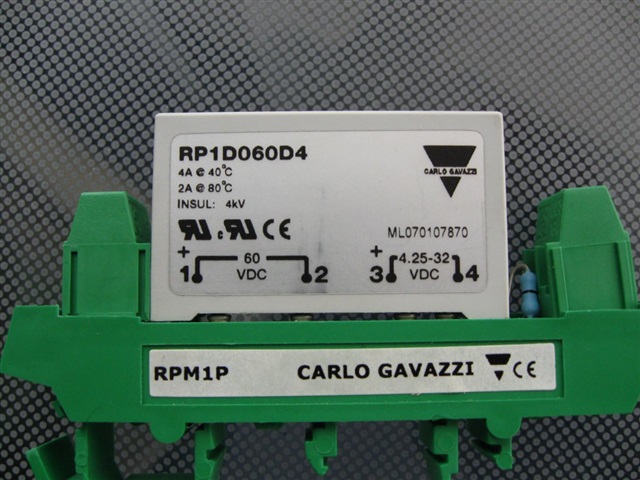 RP1D060D4
4A @ 40°C
2A @ 80°C
INSUL: 4kV
CARLO GAVAZZI
ML070107870
+ 1 60 VDC 2
+ 3 4.25-32 VDC 4
RPM1P CARLO GAVAZZI CE